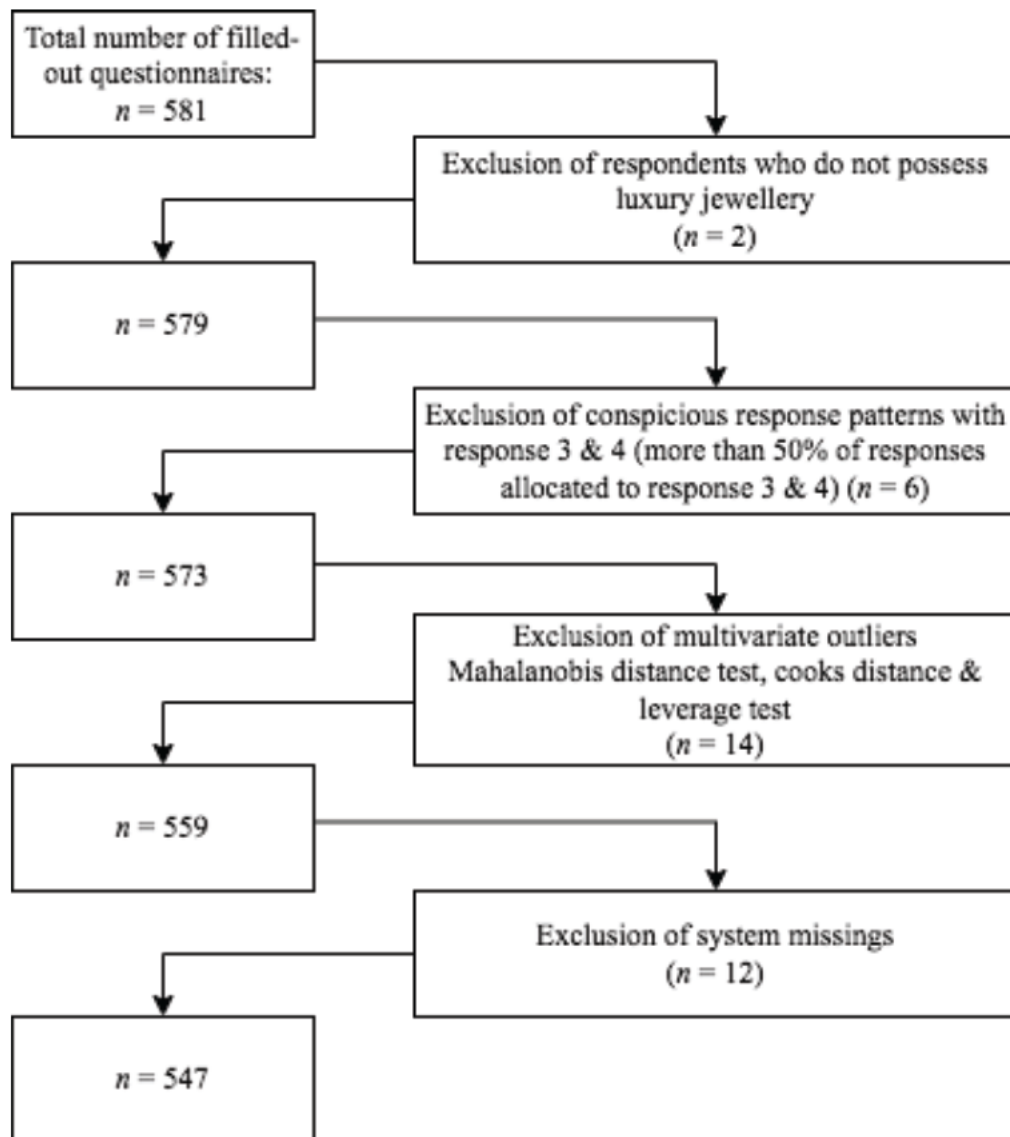 Total number of filled-
out questionnaires:
n = 581
Exclusion of respondents who do not possess
luxury jewellery
(n = 2)
n = 579
Exclusion of conspicious response patterns with
response 3 & 4 (more than 50% of responses
allocated to response 3 & 4) (n = 6)
n = 573
Exclusion of multivariate outliers
Mahalanobis distance test, cooks distance &
leverage test
(n = 14)
n = 559
Exclusion of system missings
(n = 12)
n = 547